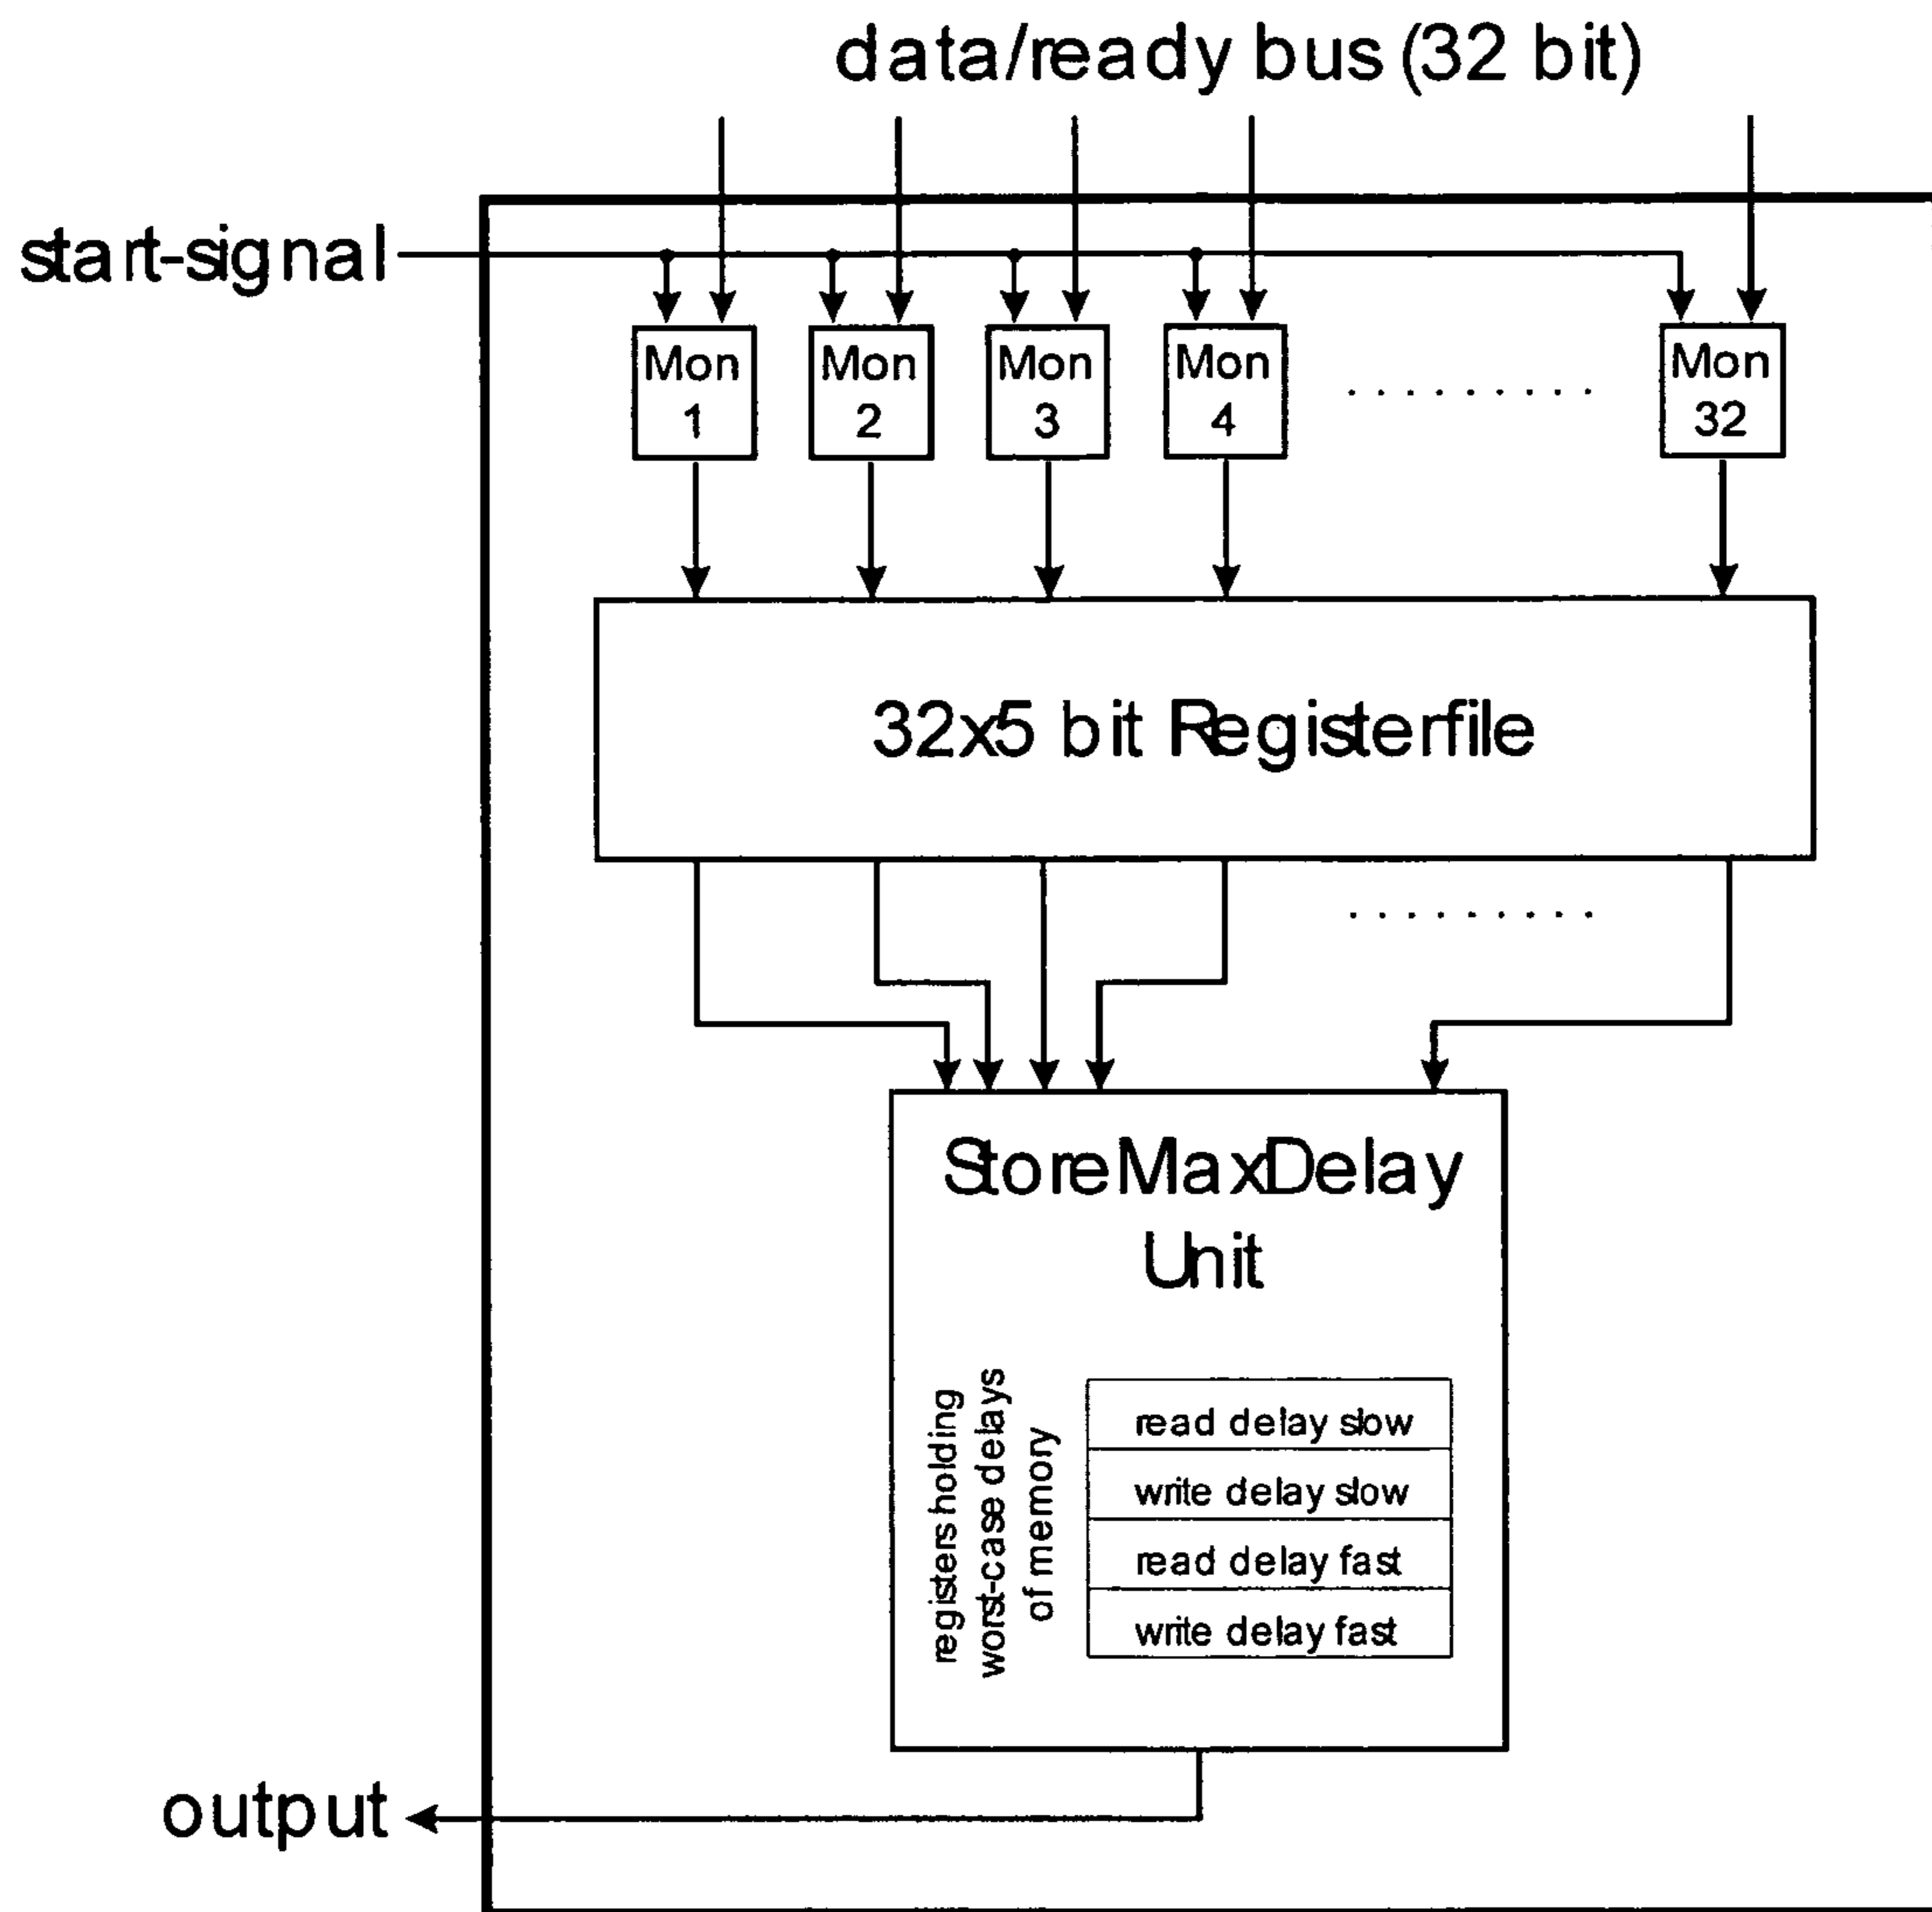 data/ready bus (32 bit)
start-signal
Mon
1
Mon
2
Mon
3
Mon
4
.........
Mon
32
32x5 bit Registerfile
.........
StoreMaxDelay
Unit
registers holding
worst-case delays
of memory
read delay slow
write delay slow
read delay fast
write delay fast
output